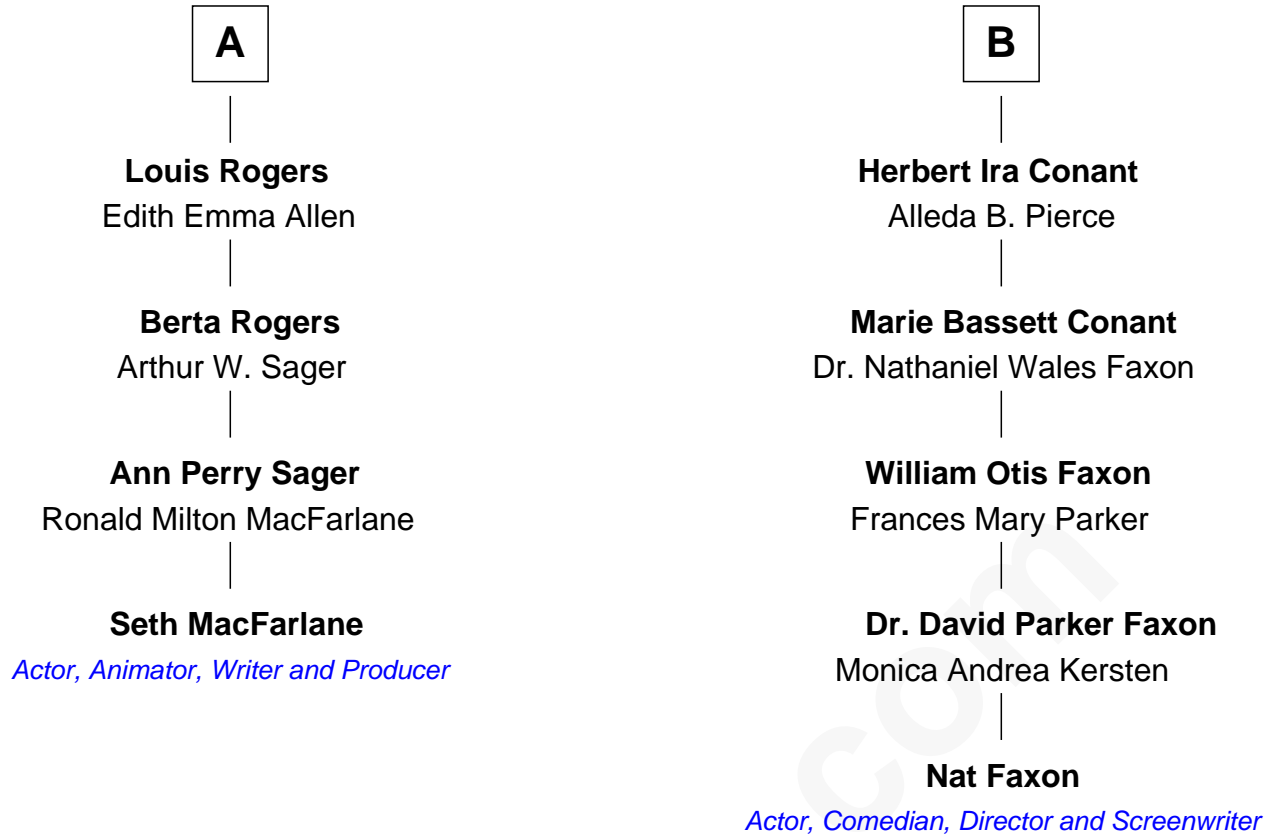 A
Louis Rogers
Edith Emma Allen
Berta Rogers
Arthur W. Sager
Ann Perry Sager
Ronald Milton MacFarlane
Seth MacFarlane
Actor, Animator, Writer and Producer
B
Herbert Ira Conant
Alleda B. Pierce
Marie Bassett Conant
Dr. Nathaniel Wales Faxon
William Otis Faxon
Frances Mary Parker
Dr. David Parker Faxon
Monica Andrea Kersten
Nat Faxon
Actor, Comedian, Director and Screenwriter
com